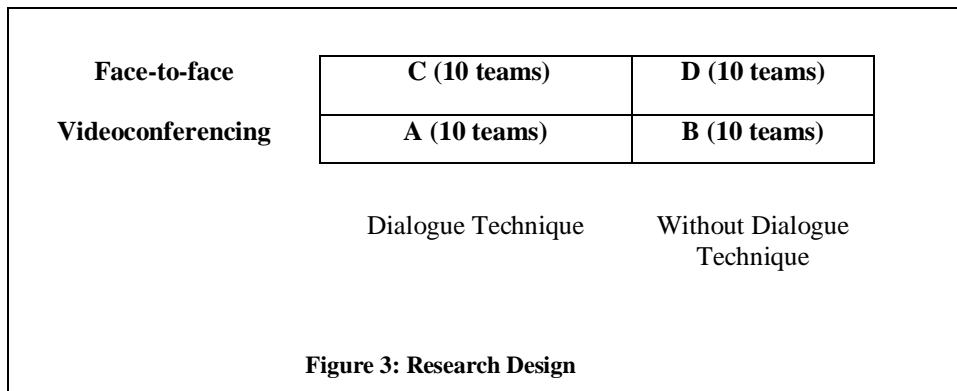 Face-to-face C (10 teams) D (10 teams)
Videoconferencing A (10 teams) B (10 teams)
Dialogue Technique Without Dialogue
Technique
Figure 3: Research Design